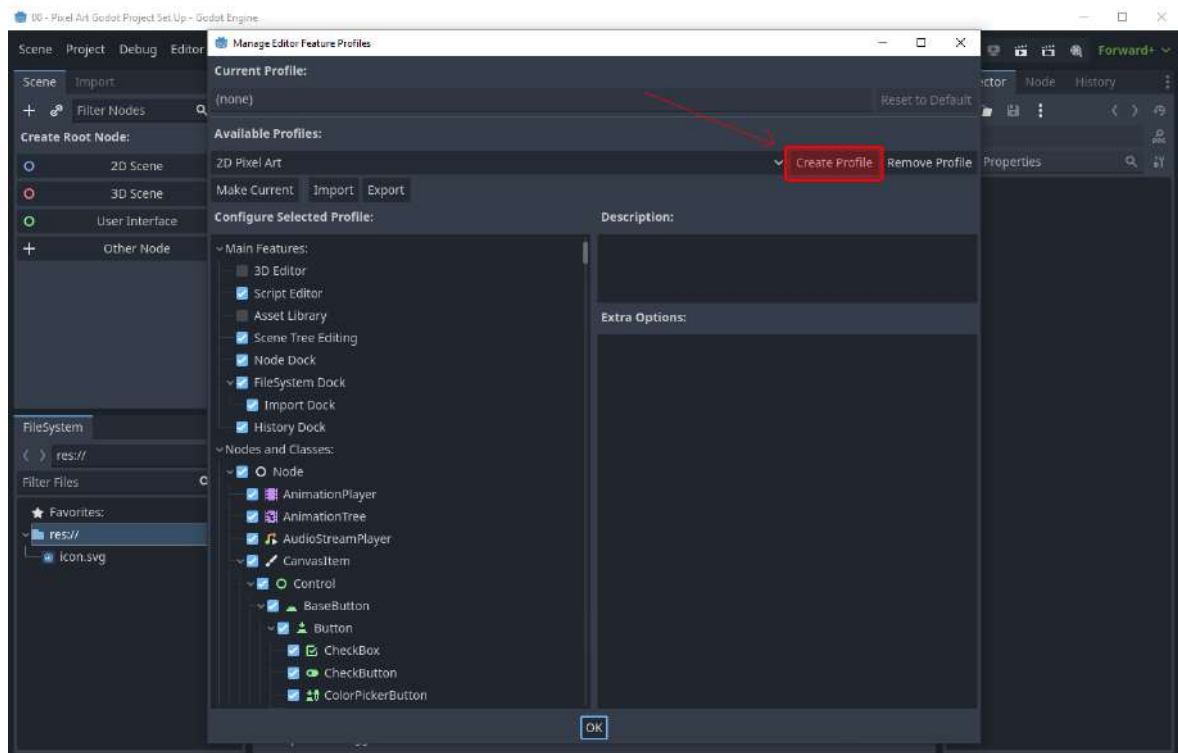 00 - Pixel Art Godot Project Set Up - Godot Engine
Manage Editor Feature Profiles
Scene Project Debug Editor
Forward+
Current Profile:
(none) Reset to Default
Available Profiles:
2D Pixel Art Create Profile Remove Profile
Make Current Import Export
Configure Selected Profile: Description:
Main Features:
3D Editor
Script Editor
Asset Library
Extra Options:
Scene Tree Editing
Node Dock
FileSystem Dock
Import Dock
History Dock
Nodes and Classes:
Node
AnimationPlayer
AnimationTree
AudioStreamPlayer
CanvasItem
Control
BaseButton
Button
CheckBox
CheckButton
ColorPickerButton
OK
Scene Import
Filter Nodes
Create Root Node:
2D Scene
3D Scene
User Interface
Other Node
FileSystem
res://
Filter Files
Favorites:
res://
icon.svg
ctor Node History
Properties